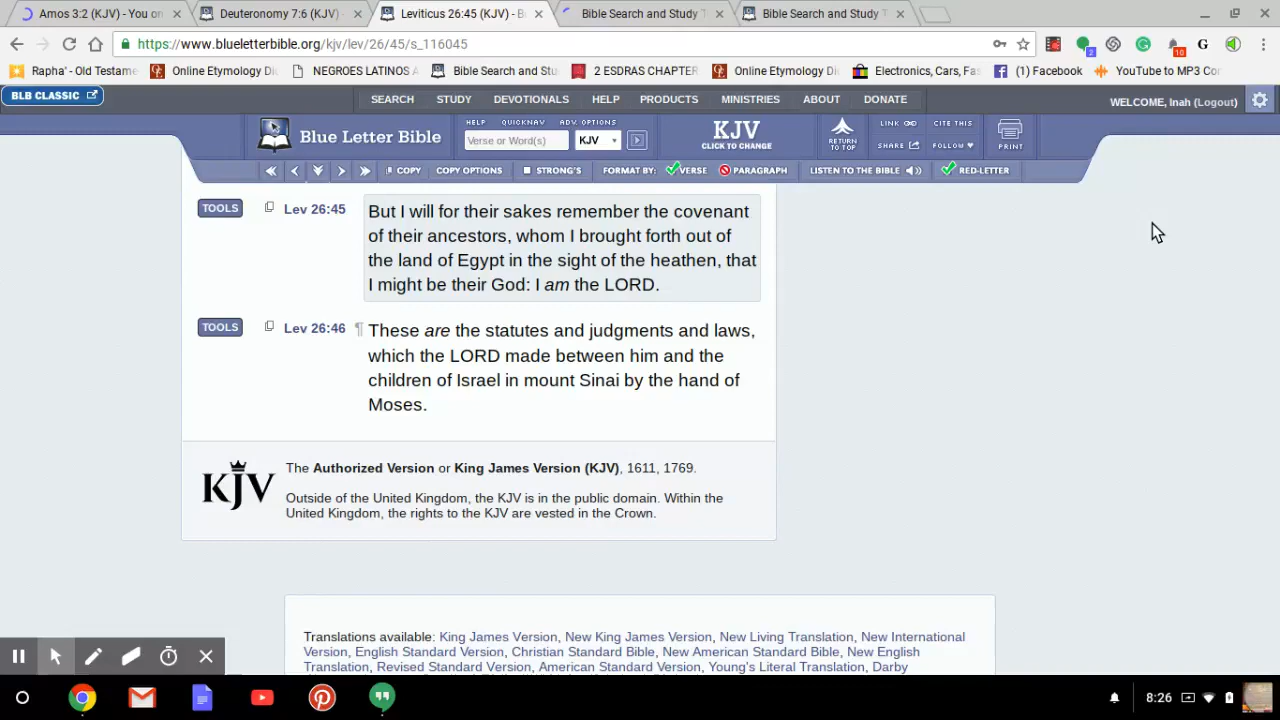 Amos 3:2 (KJV) - You on
Deuteronomy 7:6 (KJV) -
Leviticus 26:45 (KJV) - B
Bible Search and Study T
Bible Search and Study T
https://www.blueletterbible.org/kjv/lev/26/45/s_116045
2
10
G
Rapha' - Old Testame
Online Etymology Di
NEGROES LATINOS A
Bible Search and Stu
2 ESDRAS CHAPTER
Online Etymology Di
Electronics, Cars, Fas
(1) Facebook
YouTube to MP3 Co
BLB CLASSIC
SEARCH STUDY DEVOTIONALS HELP PRODUCTS MINISTRIES ABOUT DONATE
WELCOME, Inah (Logout)
HELP QUICKNAV ADV. OPTIONS
Blue Letter Bible
Verse or Word(s)
KJV
KJV
CLICK TO CHANGE
RETURN
TO TOP
LINK CITE THIS
SHARE FOLLOW
PRINT
COPY COPY OPTIONS STRONG'S FORMAT BY: VERSE PARAGRAPH LISTEN TO THE BIBLE RED-LETTER
TOOLS Lev 26:45 But I will for their sakes remember the covenant
of their ancestors, whom I brought forth out of
the land of Egypt in the sight of the heathen, that
I might be their God: I am the LORD.
TOOLS Lev 26:46 ¶ These are the statutes and judgments and laws,
which the LORD made between him and the
children of Israel in mount Sinai by the hand of
Moses.
KJV
The Authorized Version or King James Version (KJV), 1611, 1769.
Outside of the United Kingdom, the KJV is in the public domain. Within the
United Kingdom, the rights to the KJV are vested in the Crown.
Translations available: King James Version, New King James Version, New Living Translation, New International
Version, English Standard Version, Christian Standard Bible, New American Standard Bible, New English
Translation, Revised Standard Version, American Standard Version, Young's Literal Translation, Darby
8:26